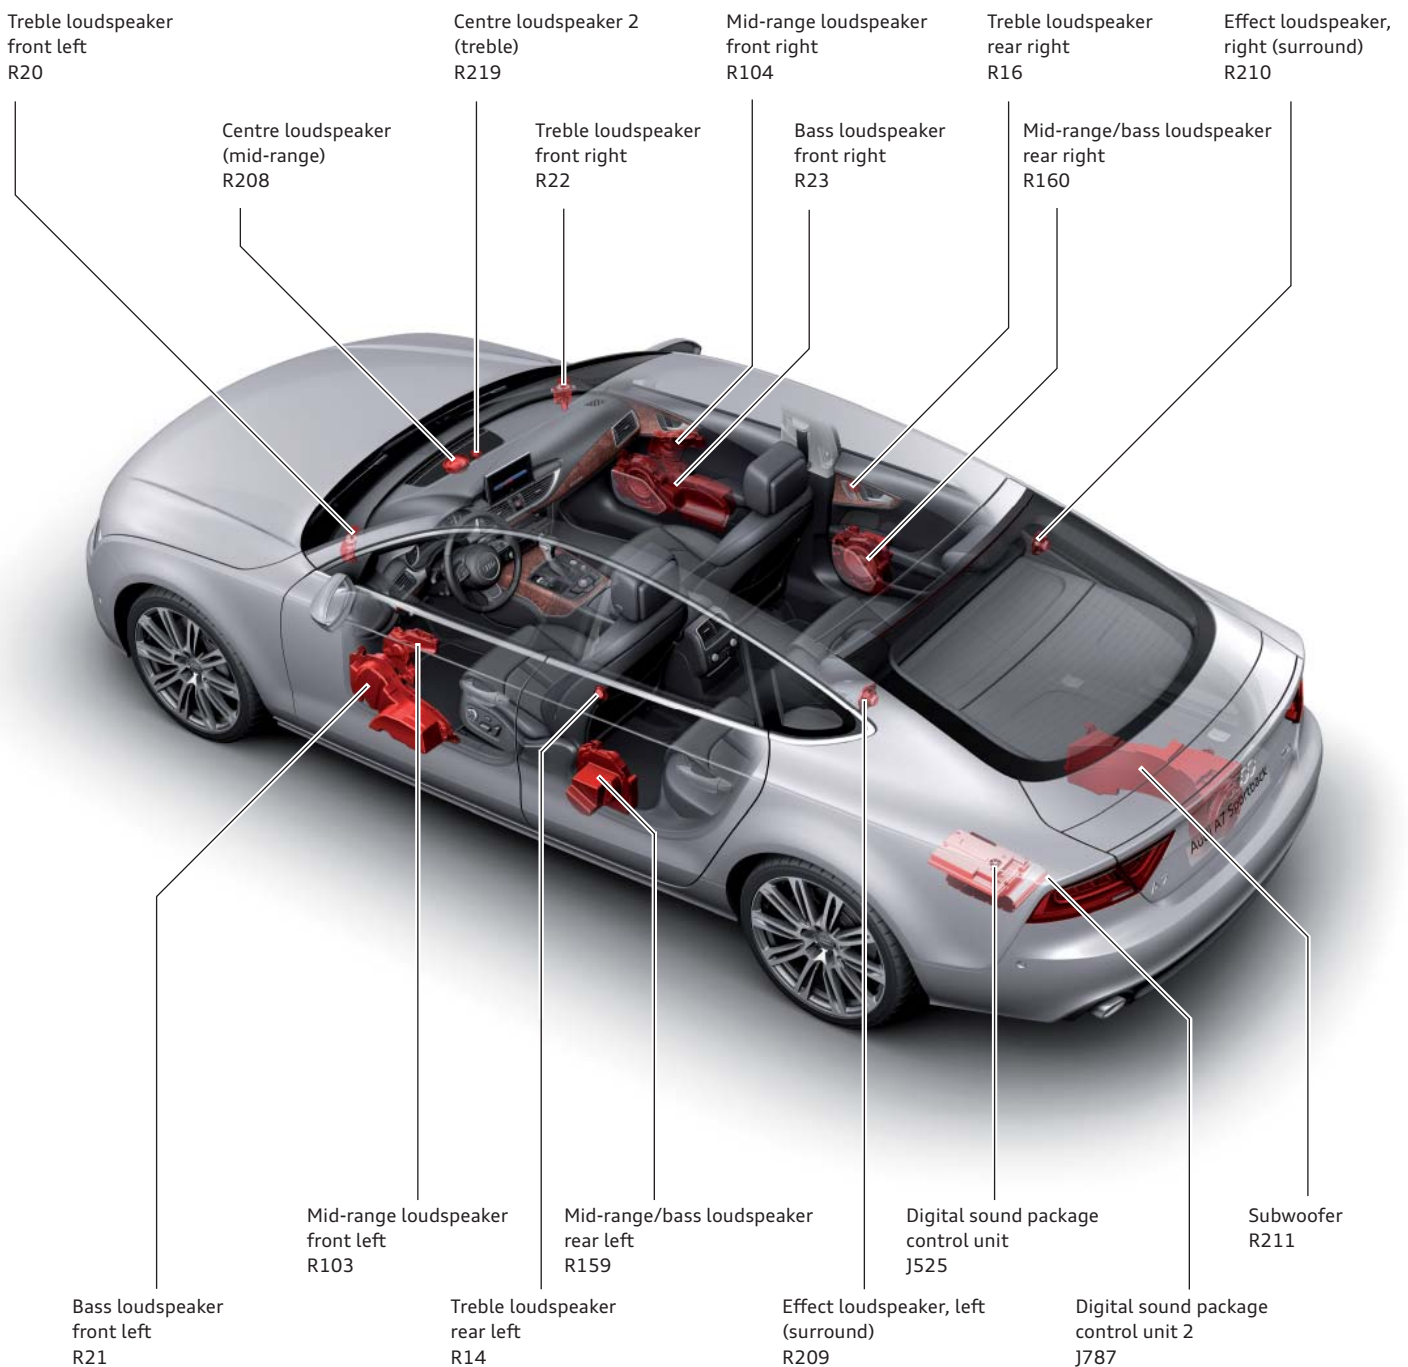 Treble loudspeaker
front left
R20
Centre loudspeaker 2
(treble)
R219
Mid-range loudspeaker
front right
R104
Treble loudspeaker
rear right
R16
Effect loudspeaker,
right (surround)
R210
Centre loudspeaker
(mid-range)
R208
Treble loudspeaker
front right
R22
Bass loudspeaker
front right
R23
Mid-range/bass loudspeaker
rear right
R160
Audi A7 Sportback
Mid-range loudspeaker
front left
R103
Mid-range/bass loudspeaker
rear left
R159
Digital sound package
control unit
J525
Subwoofer
R211
Bass loudspeaker
front left
R21
Treble loudspeaker
rear left
R14
Effect loudspeaker, left
(surround)
R209
Digital sound package
control unit 2
J787